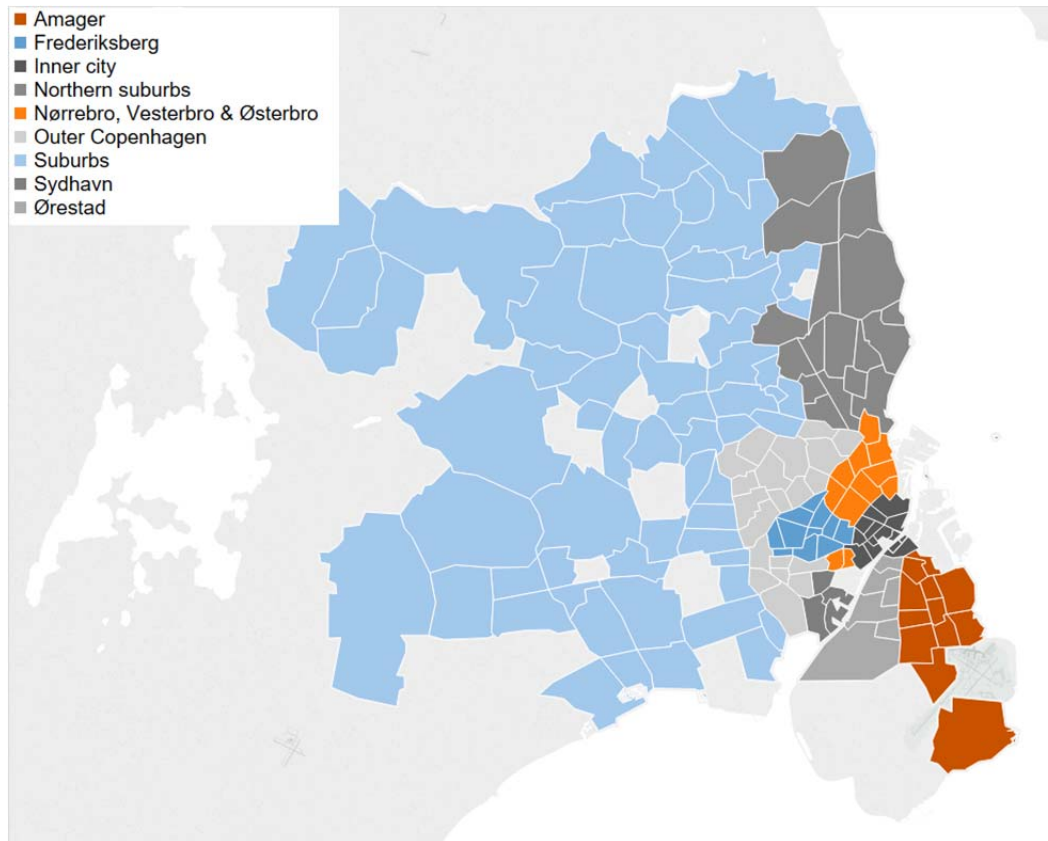 Amager
Frederiksberg
Inner city
Northern suburbs
Nørrebro, Vesterbro & Østerbro
Outer Copenhagen
Suburbs
Sydhavn
Ørestad